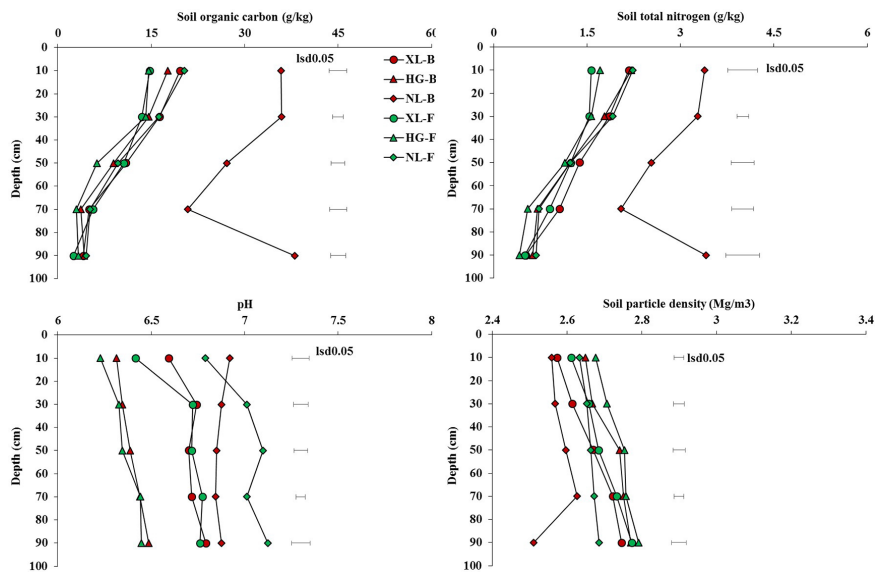 Soil organic carbon (g/kg)
0 15 30 45 60
0
10
20
30
40
50
60
70
80
90
100
Depth (cm)
lsd0.05
XL-B
HG-B
NL-B
XL-F
HG-F
NL-F
Soil total nitrogen (g/kg)
0 1.5 3 4.5 6
0
10
20
30
40
50
60
70
80
90
100
Depth (cm)
lsd0.05
pH
6 6.5 7 7.5 8
0
10
20
30
40
50
60
70
80
90
100
Depth (cm)
lsd0.05
Soil particle density (Mg/m3)
2.4 2.6 2.8 3 3.2 3.4
0
10
20
30
40
50
60
70
80
90
100
Depth (cm)
lsd0.05